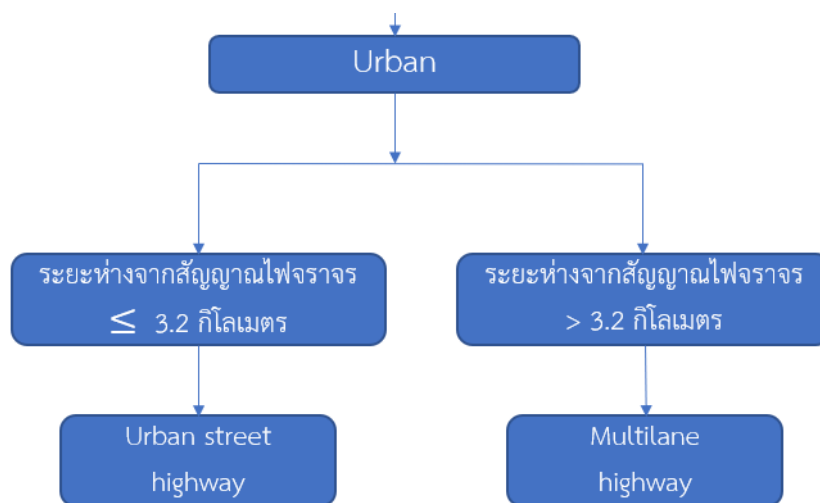 Urban
ระยะห่างจากสัญญาณไฟจราจร
≤ 3.2 กิโลเมตร
ระยะห่างจากสัญญาณไฟจราจร
> 3.2 กิโลเมตร
Urban street
highway
Multilane
highway